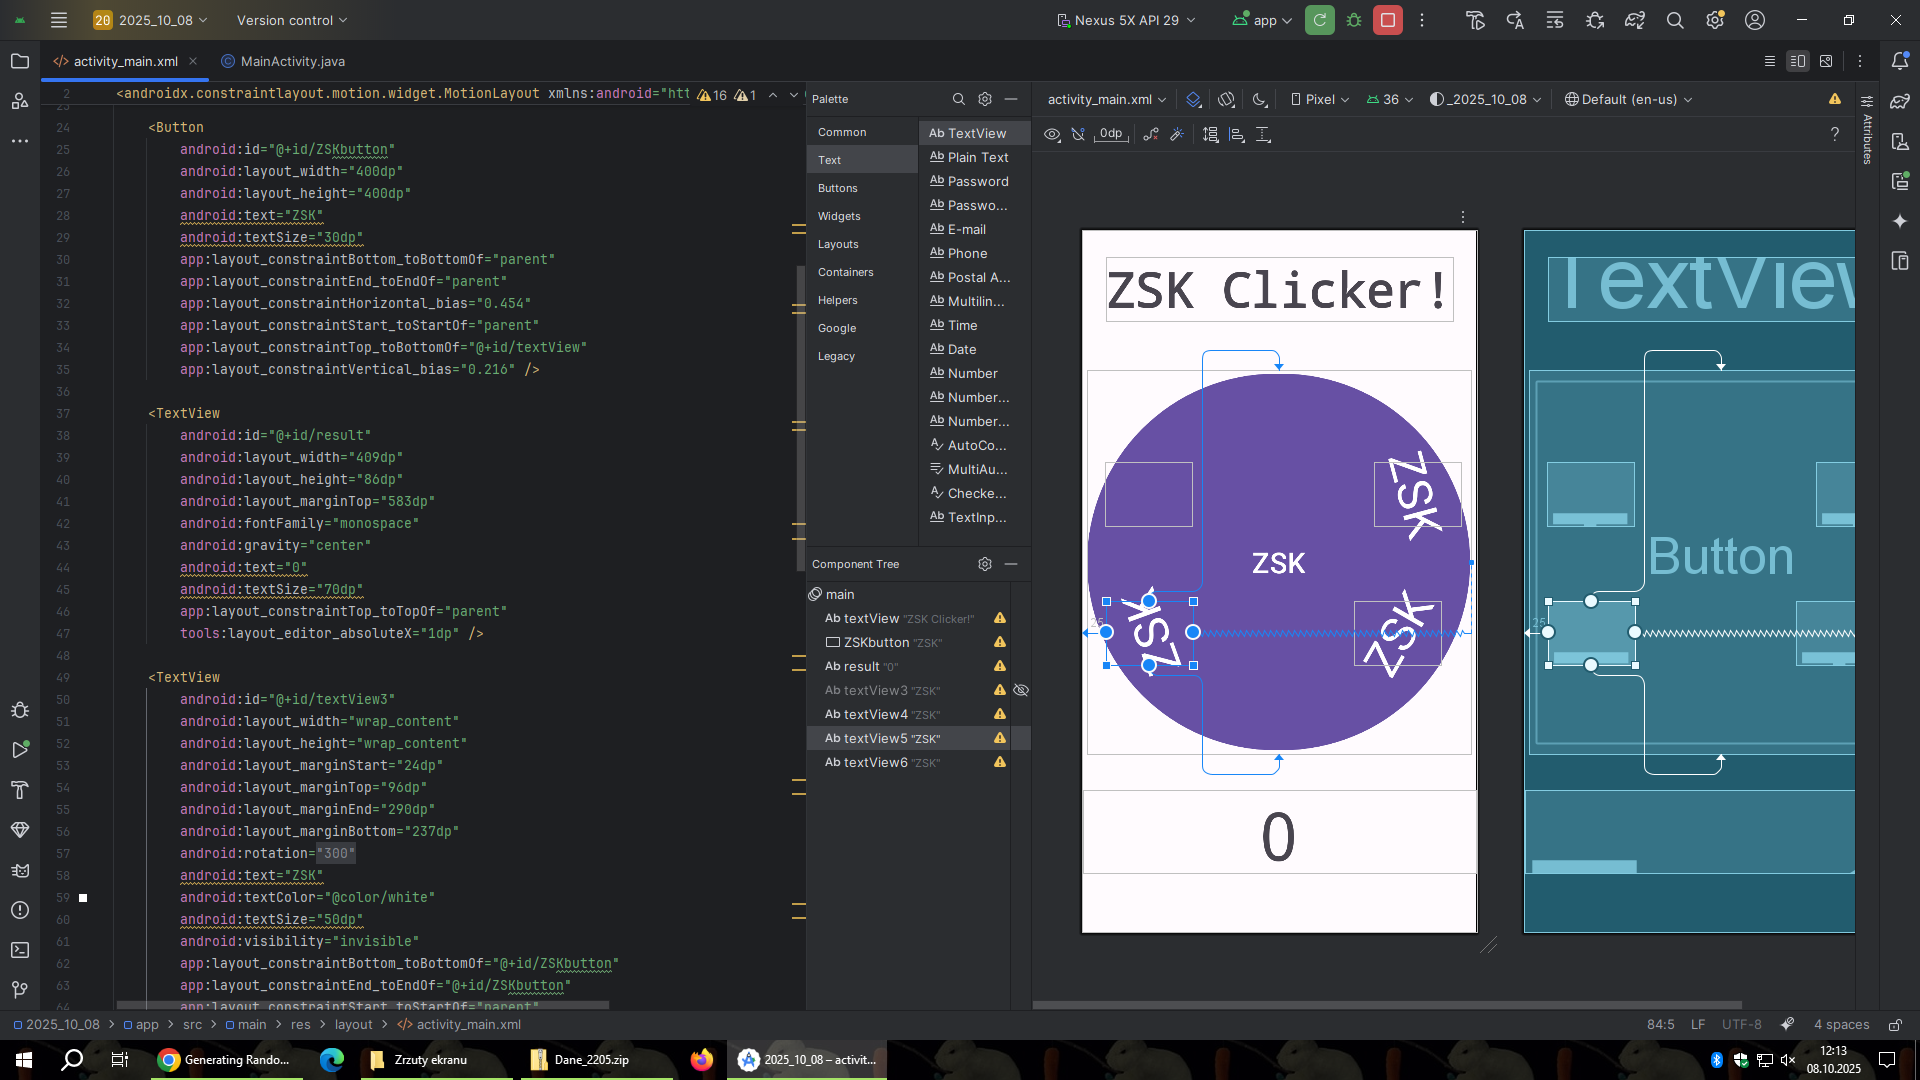 20 2025_10_08 Version control Nexus 5X API 29 app
activity_main.xml MainActivity.java
2 <androidx.constraintlayout.motion.widget.MotionLayout xmlns:android="htt 16 1
23
24 <Button
25 android:id="@+id/ZSKbutton"
26 android:layout_width="400dp"
27 android:layout_height="400dp"
28 android:text="ZSK"
29 android:textSize="30dp"
30 app:layout_constraintBottom_toBottomOf="parent"
31 app:layout_constraintEnd_toEndOf="parent"
32 app:layout_constraintHorizontal_bias="0.454"
33 app:layout_constraintStart_toStartOf="parent"
34 app:layout_constraintTop_toBottomOf="@+id/textView"
35 app:layout_constraintVertical_bias="0.216" />
36
37 <TextView
38 android:id="@+id/result"
39 android:layout_width="409dp"
40 android:layout_height="86dp"
41 android:layout_marginTop="583dp"
42 android:fontFamily="monospace"
43 android:gravity="center"
44 android:text="0"
45 android:textSize="70dp"
46 app:layout_constraintTop_toTopOf="parent"
47 tools:layout_editor_absoluteX="1dp" />
48
49 <TextView
50 android:id="@+id/textView3"
51 android:layout_width="wrap_content"
52 android:layout_height="wrap_content"
53 android:layout_marginStart="24dp"
54 android:layout_marginTop="96dp"
55 android:layout_marginEnd="290dp"
56 android:layout_marginBottom="237dp"
57 android:rotation="300"
58 android:text="ZSK"
59 android:textColor="@color/white"
60 android:textSize="50dp"
61 android:visibility="invisible"
62 app:layout_constraintBottom_toBottomOf="@+id/ZSKbutton"
63 app:layout_constraintEnd_toEndOf="@+id/ZSKbutton"
64 app:layout_constraintStart_toStartOf="parent"
Palette
Common
Text
Buttons
Widgets
Layouts
Containers
Helpers
Google
Legacy
Ab TextView
Ab Plain Text
Ab Password
Ab Passwo...
Ab E-mail
Ab Phone
Ab Postal A...
Ab Multilin...
Ab Time
Ab Date
Ab Number
Ab Number...
Ab Number...
AutoCo...
MultiAu...
Checke...
Ab TextInp...
Component Tree
main
Ab textView "ZSK Clicker!"
ZSKbutton "ZSK"
Ab result "0"
Ab textView3 "ZSK"
Ab textView4 "ZSK"
Ab textView5 "ZSK"
Ab textView6 "ZSK"
activity_main.xml Pixel 36 _2025_10_08 Default (en-us)
0dp ?
Attributes
ZSK Clicker!
ZSK
ZSK
ZSK
ZSK
25
0
TextView
Button
25
2025_10_08 > app > src > main > res > layout > activity_main.xml
84:5 LF UTF-8 4 spaces
Generating Rando...
Zrzuty ekranu
Dane_2205.zip
2025_10_08 – activit...
12:13
08.10.2025